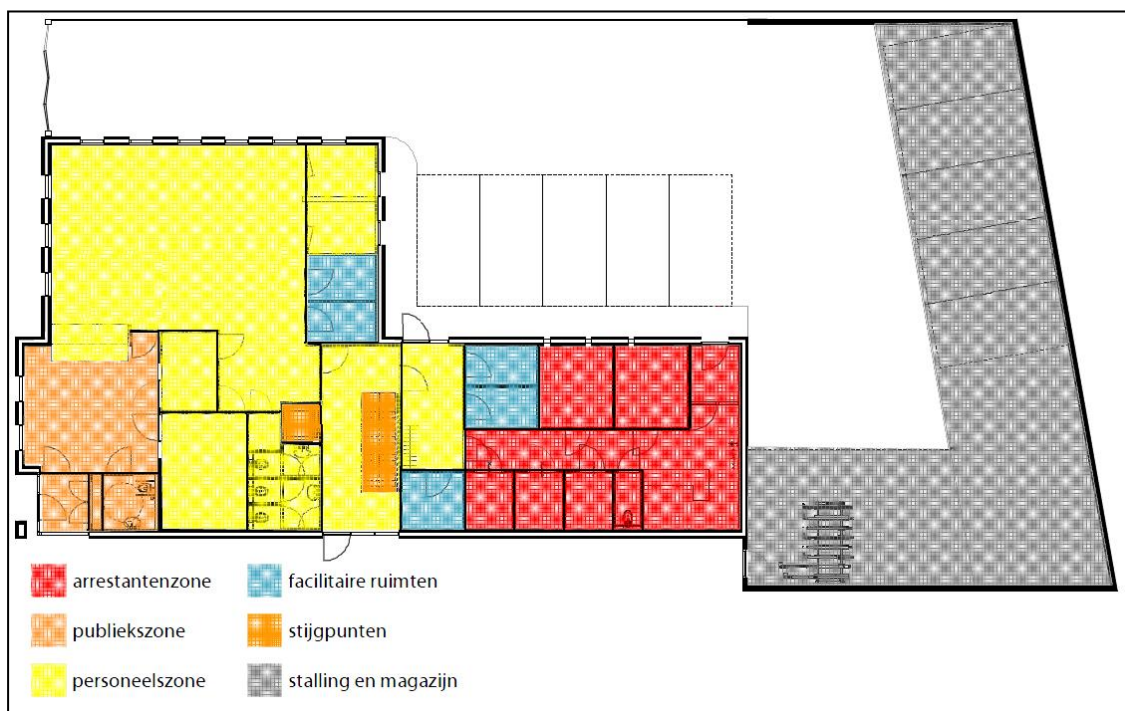 arrestantenzone
publiekszone
personeelszone
facilitaire ruimten
stijgpunten
stalling en magazijn